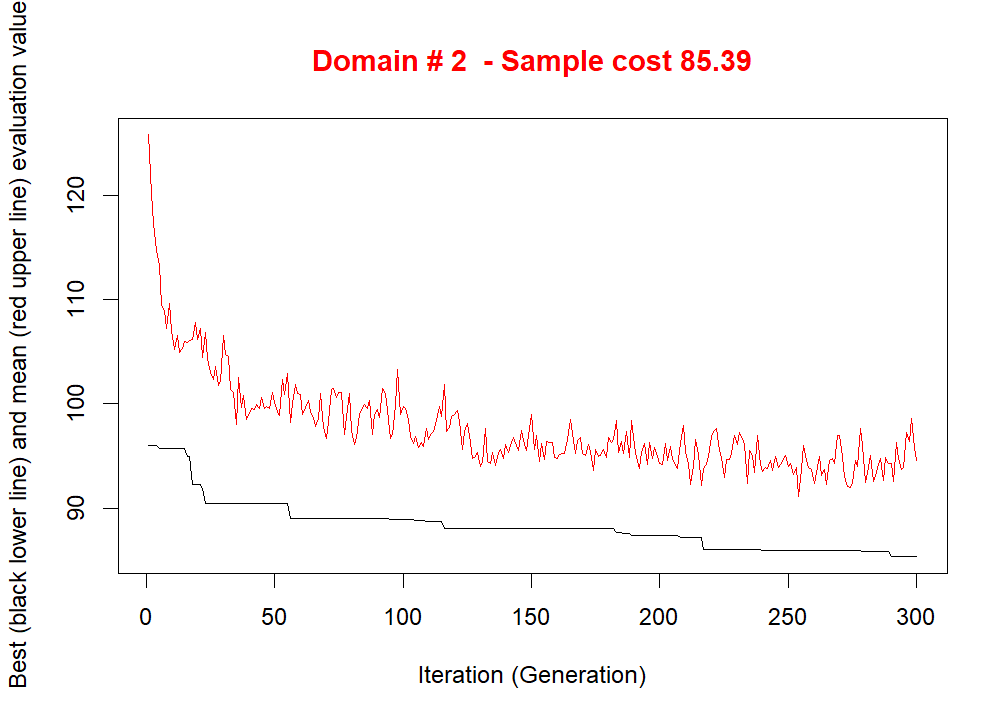 Domain # 2  - Sample cost 85.39
Best (black lower line) and mean (red upper line) evaluation value
120
110
100
90
0 50 100 150 200 250 300
Iteration (Generation)